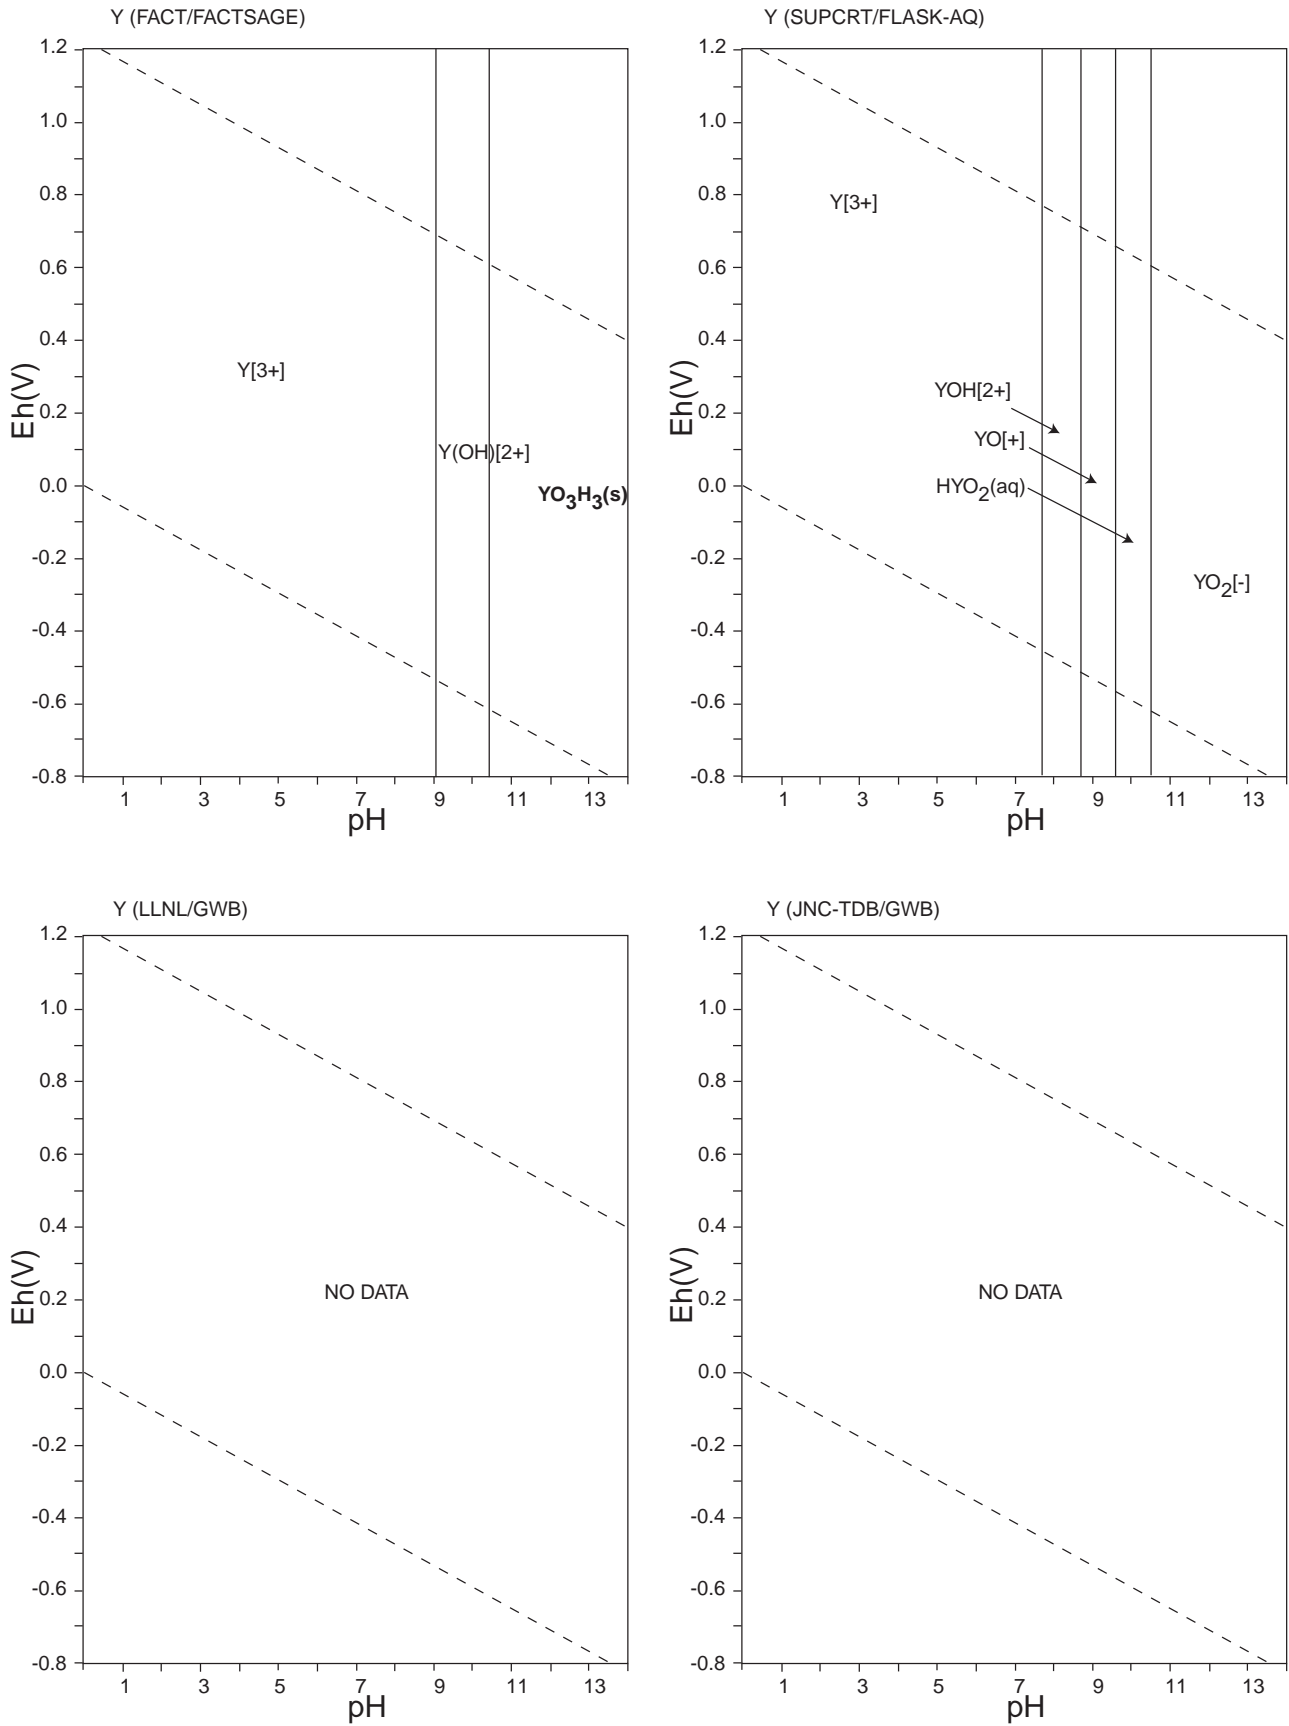 Y (FACT/FACTSAGE)
1.2
1.0
0.8
0.6
0.4
0.2
0.0
-0.2
-0.4
-0.6
-0.8
Eh(V)
Y[3+]
Y(OH)[2+]
YO3H3(s)
1 3 5 7 9 11 13
pH
Y (SUPCRT/FLASK-AQ)
1.2
1.0
0.8
0.6
0.4
0.2
0.0
-0.2
-0.4
-0.6
-0.8
Eh(V)
Y[3+]
YOH[2+]
YO[+]
HYO2(aq)
YO2[-]
1 3 5 7 9 11 13
pH
Y (LLNL/GWB)
1.2
1.0
0.8
0.6
0.4
0.2
0.0
-0.2
-0.4
-0.6
-0.8
Eh(V)
NO DATA
1 3 5 7 9 11 13
pH
Y (JNC-TDB/GWB)
1.2
1.0
0.8
0.6
0.4
0.2
0.0
-0.2
-0.4
-0.6
-0.8
Eh(V)
NO DATA
1 3 5 7 9 11 13
pH